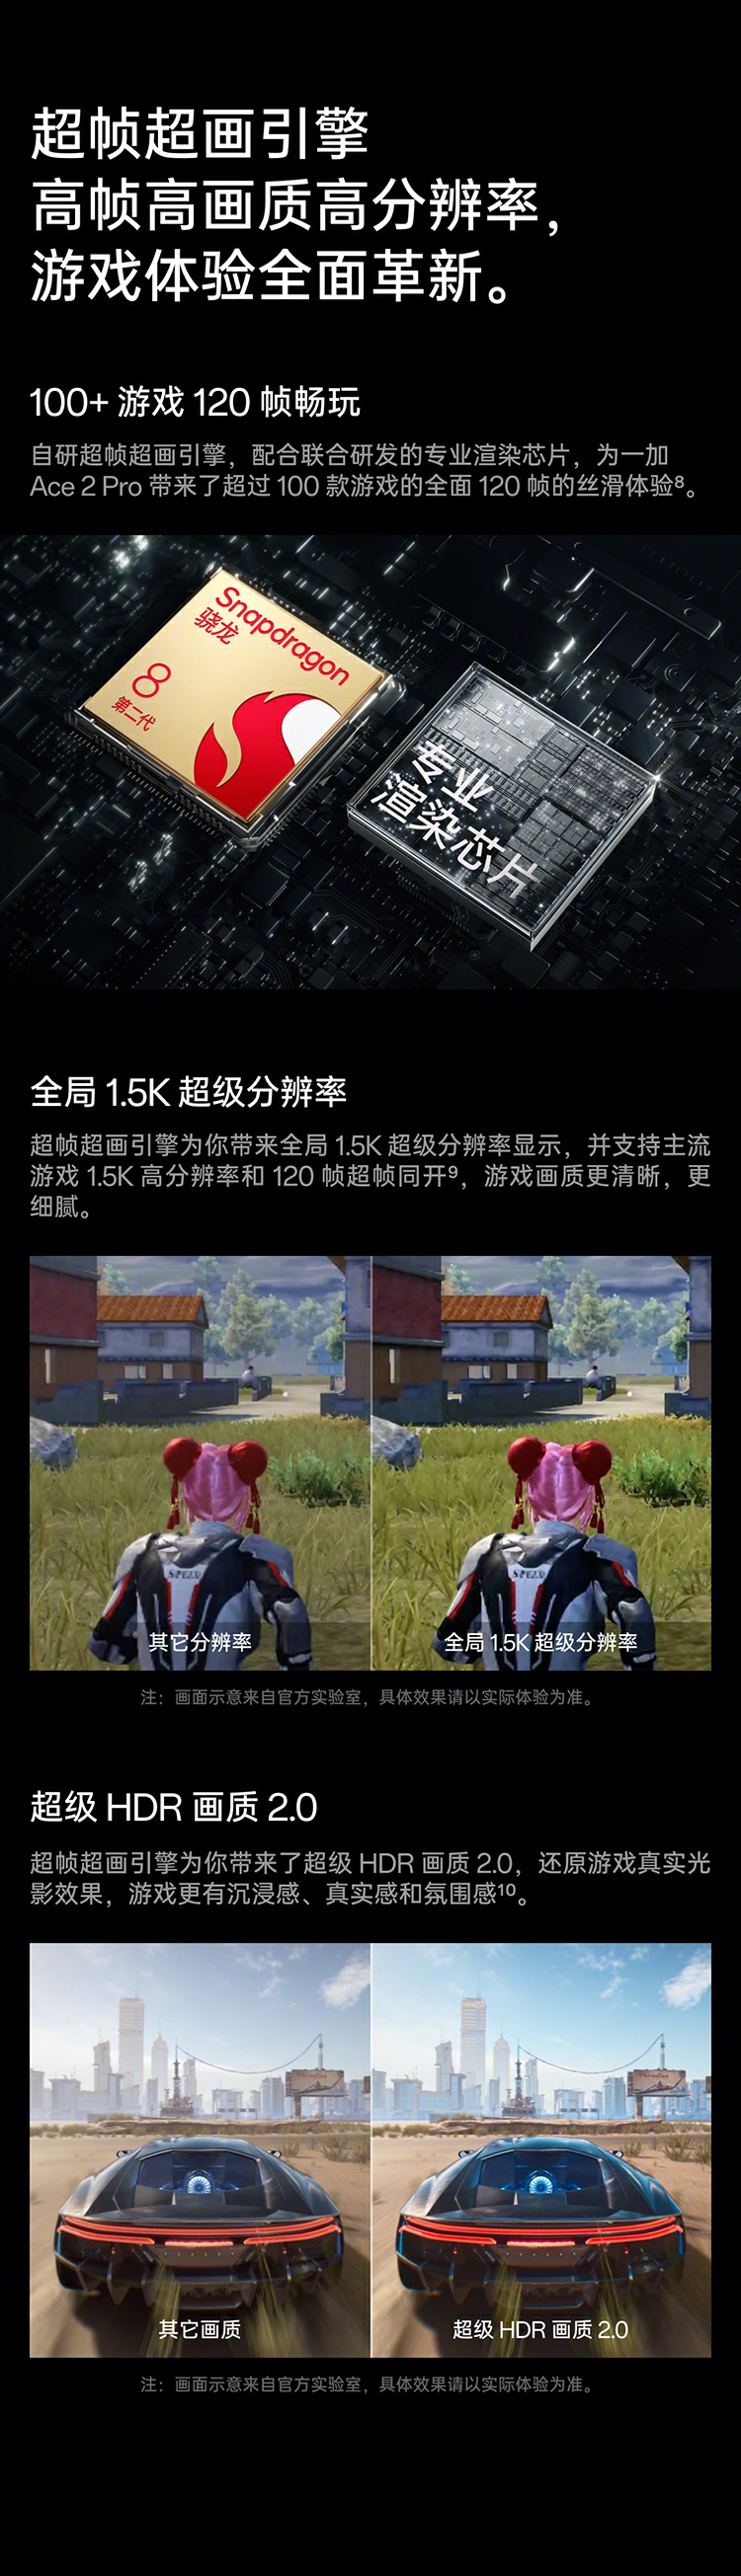 超帧超画引擎
高帧高画质高分辨率，
游戏体验全面革新。
100+ 游戏 120 帧畅玩
自研超帧超画引擎，配合联合研发的专业渲染芯片，为一加
Ace 2 Pro 带来了超过 100 款游戏的全面 120 帧的丝滑体验⁸。
Snapdragon
骁龙
8
第二代
专业
渲染芯片
全局 1.5K 超级分辨率
超帧超画引擎为你带来全局 1.5K 超级分辨率显示，并支持主流
游戏 1.5K 高分辨率和 120 帧超帧同开⁹，游戏画质更清晰，更
细腻。
其它分辨率
全局 1.5K 超级分辨率
注：画面示意来自官方实验室，具体效果请以实际体验为准。
超级 HDR 画质 2.0
超帧超画引擎为你带来了超级 HDR 画质 2.0，还原游戏真实光
影效果，游戏更有沉浸感、真实感和氛围感¹⁰。
其它画质
超级 HDR 画质 2.0
注：画面示意来自官方实验室，具体效果请以实际体验为准。